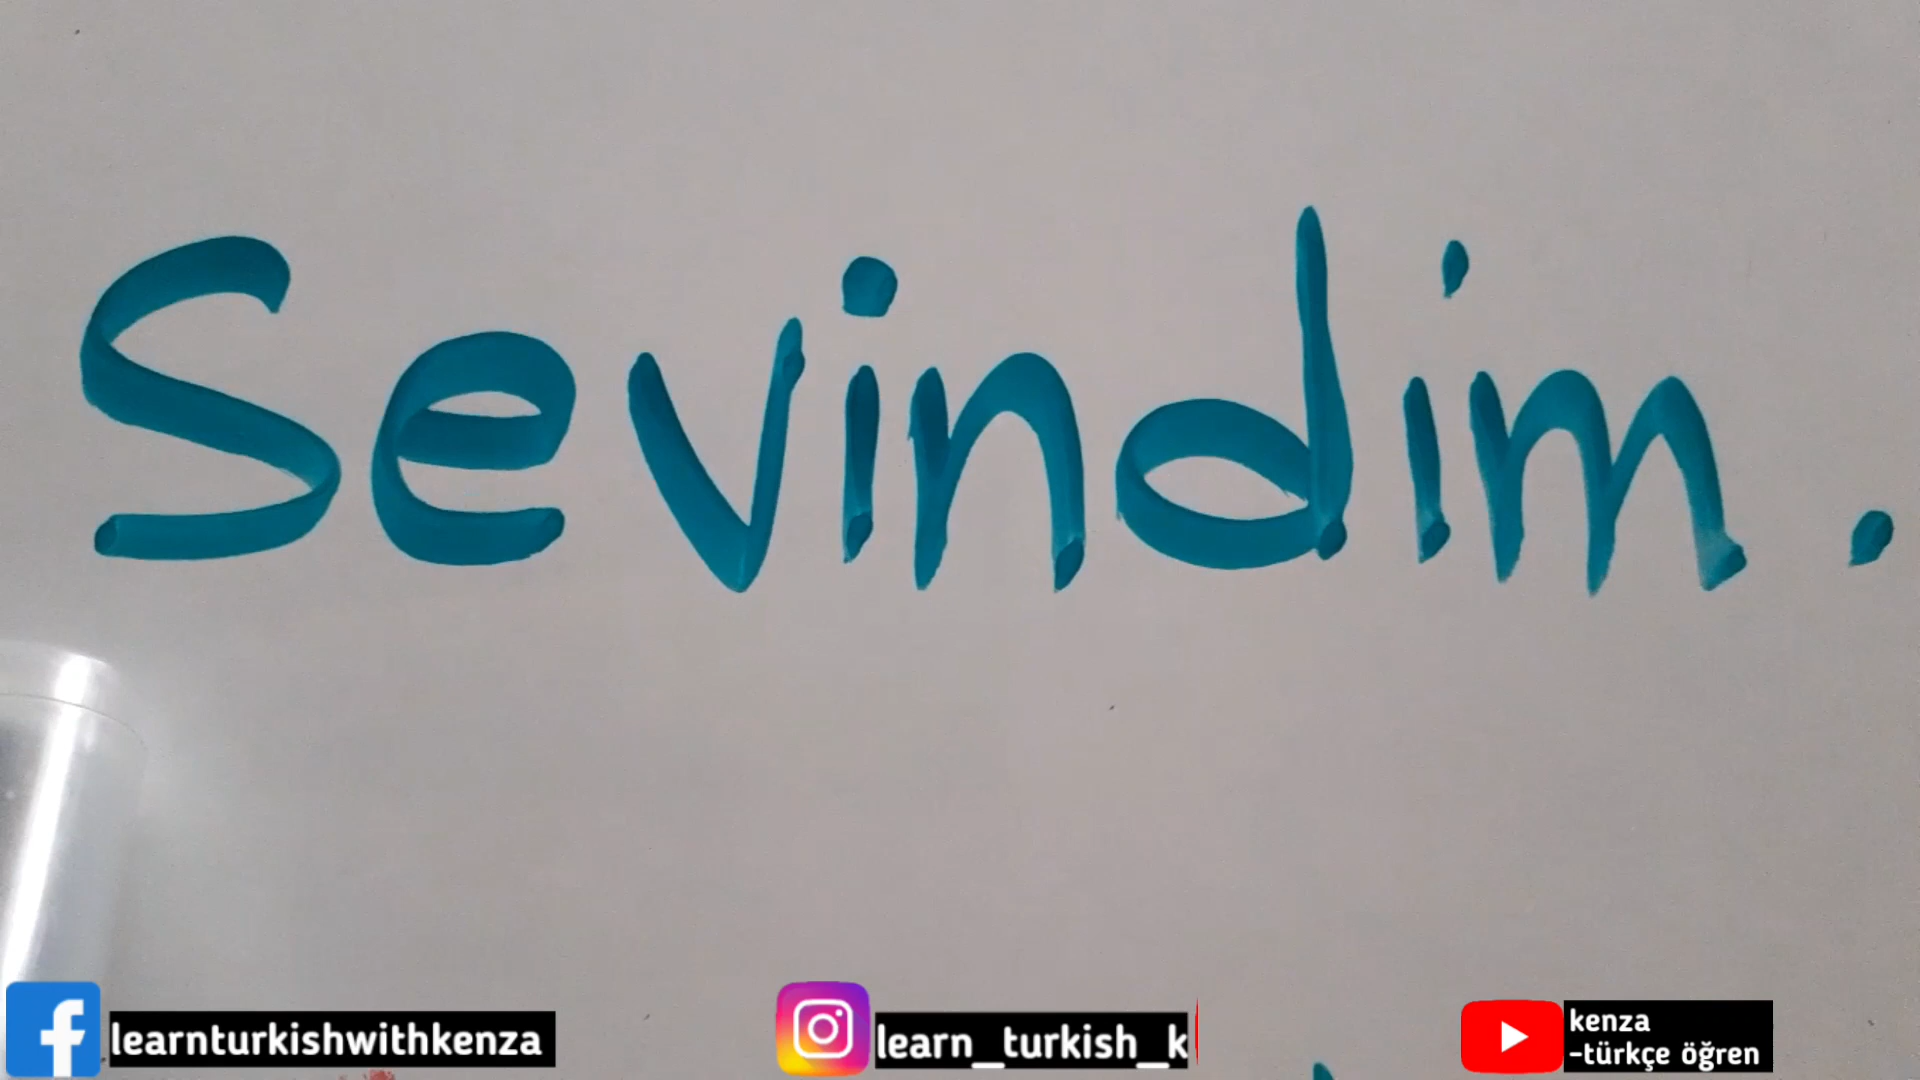 Sevindim.
learnturkishwithkenza
learn_turkish_k
kenza
-türkçe öğren